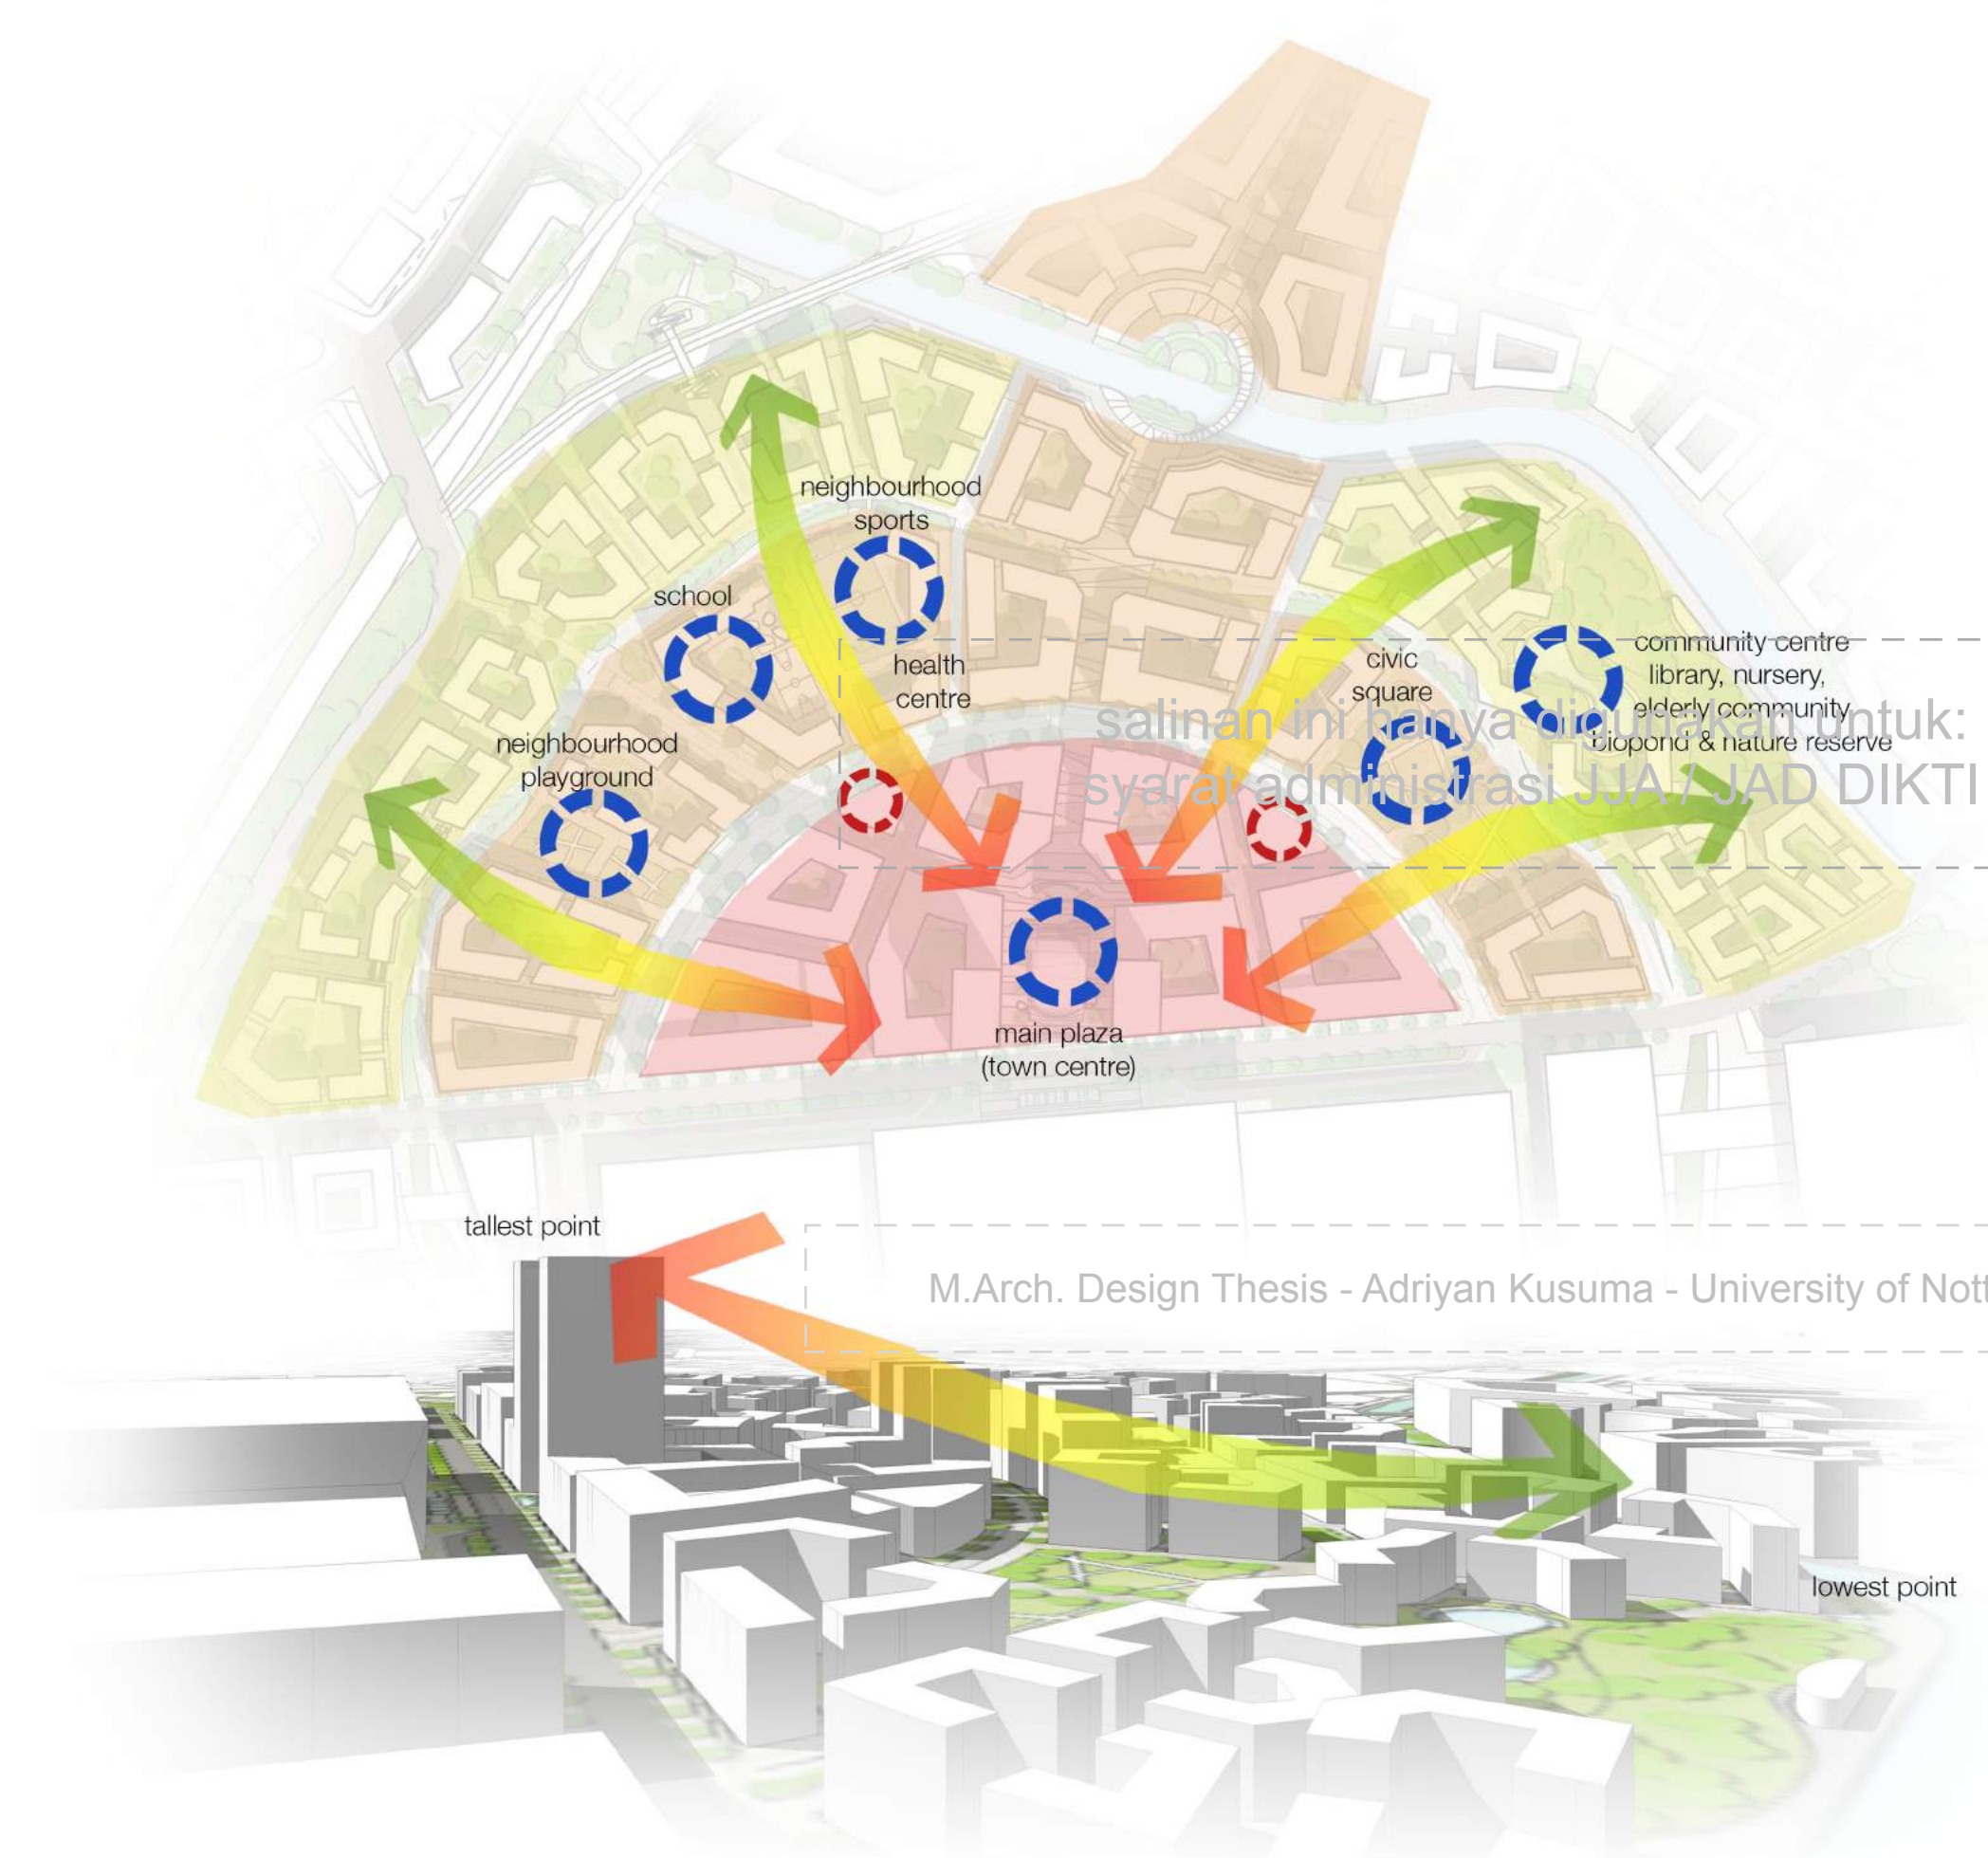 neighbourhood
sports
school
health
centre
neighbourhood
playground
civic
square
community centre
library, nursery,
elderly community
biopond & nature reserve
salinan ini hanya digunakan untuk:
syarat administrasi JJA / JAD DIKTI
main plaza
(town centre)
tallest point
M.Arch. Design Thesis - Adriyan Kusuma - University of Nott
lowest point